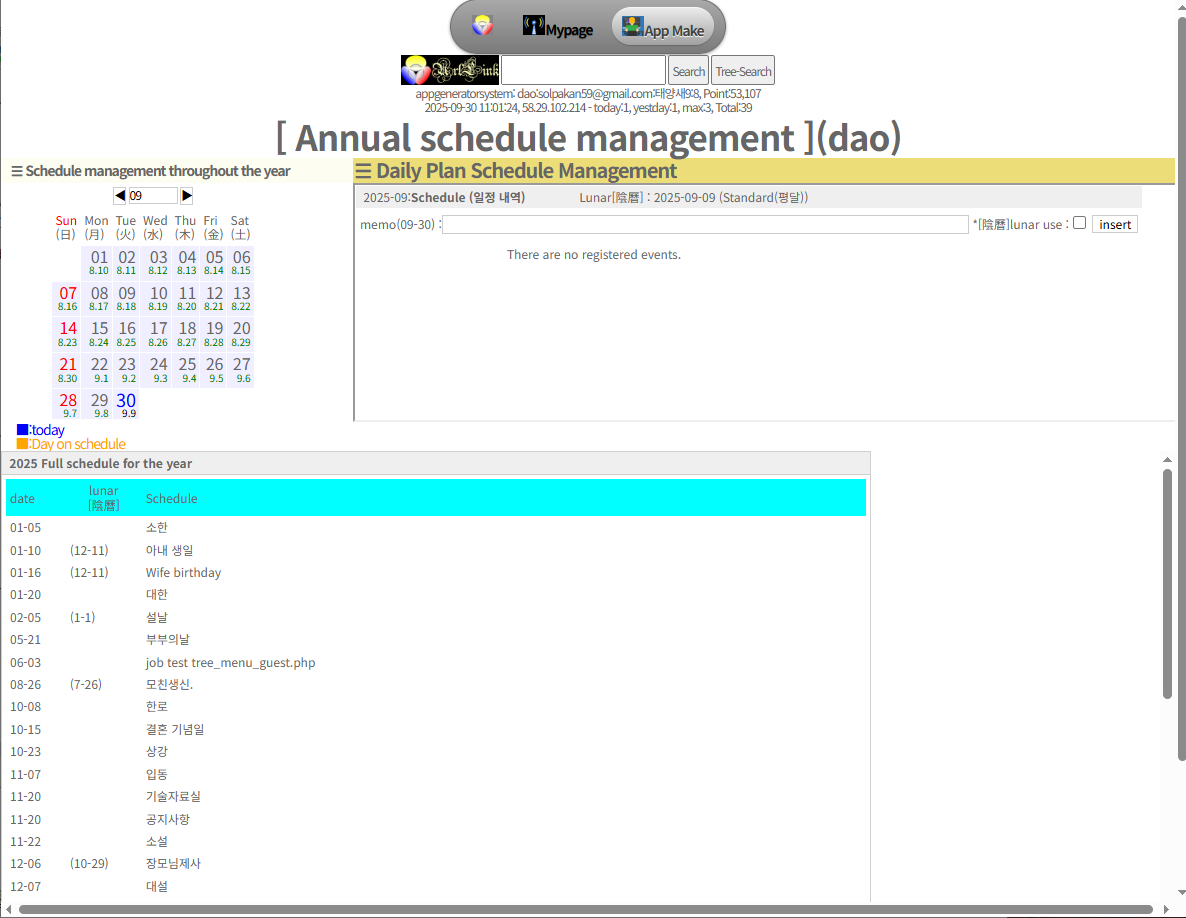 Mypage App Make
ArtLink Search Tree-Search
appgeneratorsystem: dao:solpakan59@gmail.com:태양새9:8, Point:53,107
2025-09-30 11:01:24, 58.29.102.214 - today:1, yestday:1, max:3, Total:39
[ Annual schedule management ](dao)
☰ Schedule management throughout the year
◀ 09 ▶
Sun Mon Tue Wed Thu Fri Sat
(日) (月) (火) (水) (木) (金) (土)
01 02 03 04 05 06
8.10 8.11 8.12 8.13 8.14 8.15
07 08 09 10 11 12 13
8.16 8.17 8.18 8.19 8.20 8.21 8.22
14 15 16 17 18 19 20
8.23 8.24 8.25 8.26 8.27 8.28 8.29
21 22 23 24 25 26 27
8.30 9.1 9.2 9.3 9.4 9.5 9.6
28 29 30
9.7 9.8 9.9
■:today
■:Day on schedule
☰ Daily Plan Schedule Management
2025-09:Schedule (일정 내역) Lunar[陰曆] : 2025-09-09 (Standard(평달))
memo(09-30) : *[陰曆]lunar use : insert
There are no registered events.
2025 Full schedule for the year
date lunar [陰曆] Schedule
01-05 소한
01-10 (12-11) 아내 생일
01-16 (12-11) Wife birthday
01-20 대한
02-05 (1-1) 설날
05-21 부부의날
06-03 job test tree_menu_guest.php
08-26 (7-26) 모친생신.
10-08 한로
10-15 결혼 기념일
10-23 상강
11-07 입동
11-20 기술자료실
11-20 공지사항
11-22 소설
12-06 (10-29) 장모님제사
12-07 대설